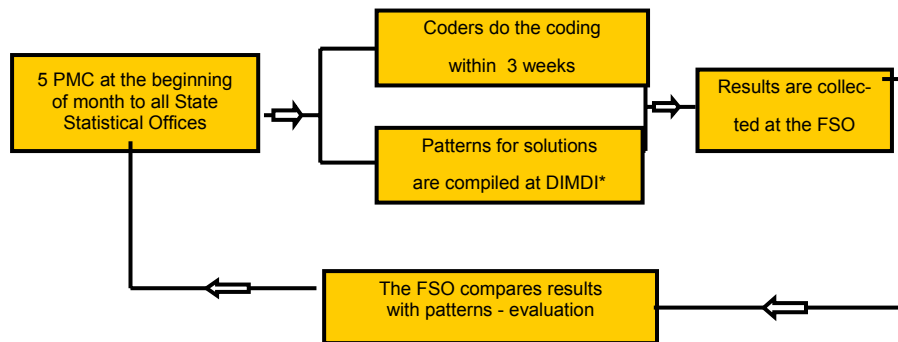 5 PMC at the beginning
of month to all State
Statistical Offices
Coders do the coding
within 3 weeks
Patterns for solutions
are compiled at DIMDI*
Results are collec-
ted at the FSO
The FSO compares results
with patterns - evaluation